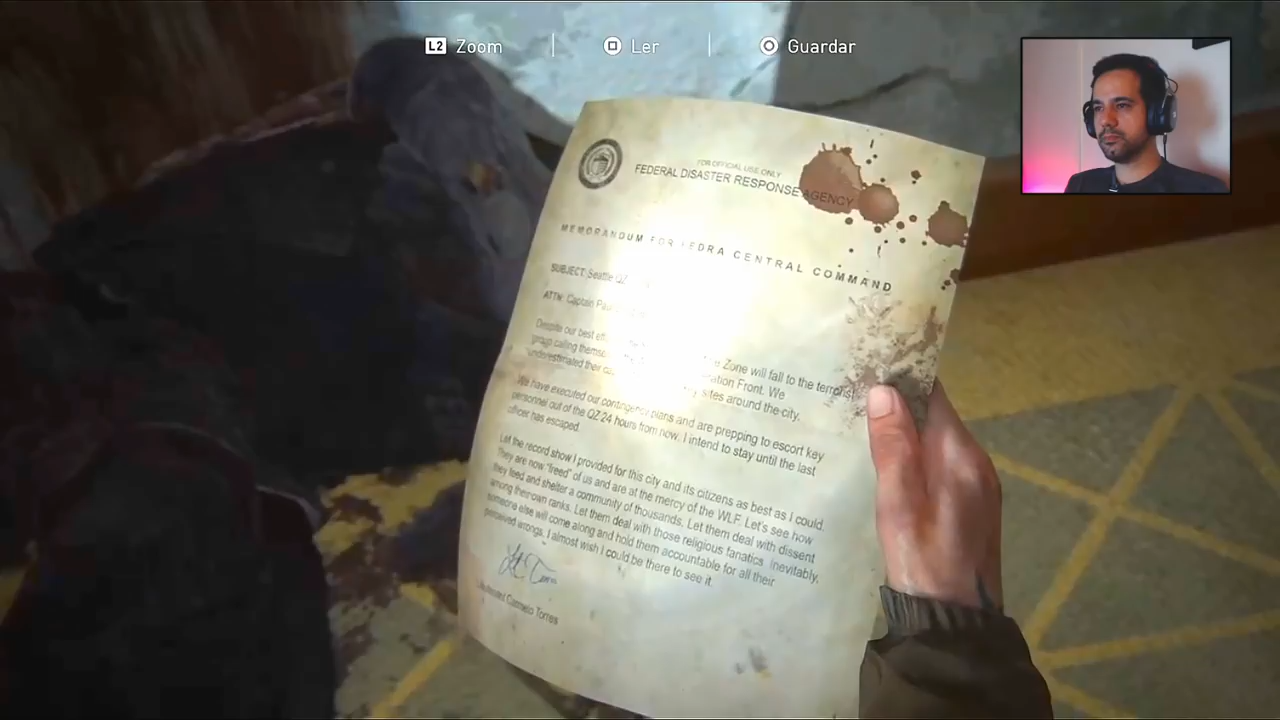 L2 Zoom
Ler
Guardar
FOR OFFICIAL USE ONLY
FEDERAL DISASTER RESPONSE AGENCY
MEMORANDUM FOR FEDRA CENTRAL COMMAND
SUBJECT: Seattle QZ
ATTN: Captain
Despite our best Zone will fall to the terrorist
group calling Front. We
underestimated their sites around the city.
We have executed our contingency plans and are prepping to escort key
personnel out of the QZ 24 hours from now. I intend to stay until the last
officer has escaped.
Let the record show I provided for this city and its citizens as best as I could.
They are now "freed" of us and are at the mercy of the WLF. Let's see how
they feed and shelter a community of thousands. Let them deal with dissent
among their own ranks. Let them deal with those religious fanatics. Inevitably,
someone else will come along and hold them accountable for all their
perceived wrongs. I almost wish I could be there to see it.
Lieutenant Carmelo Torres